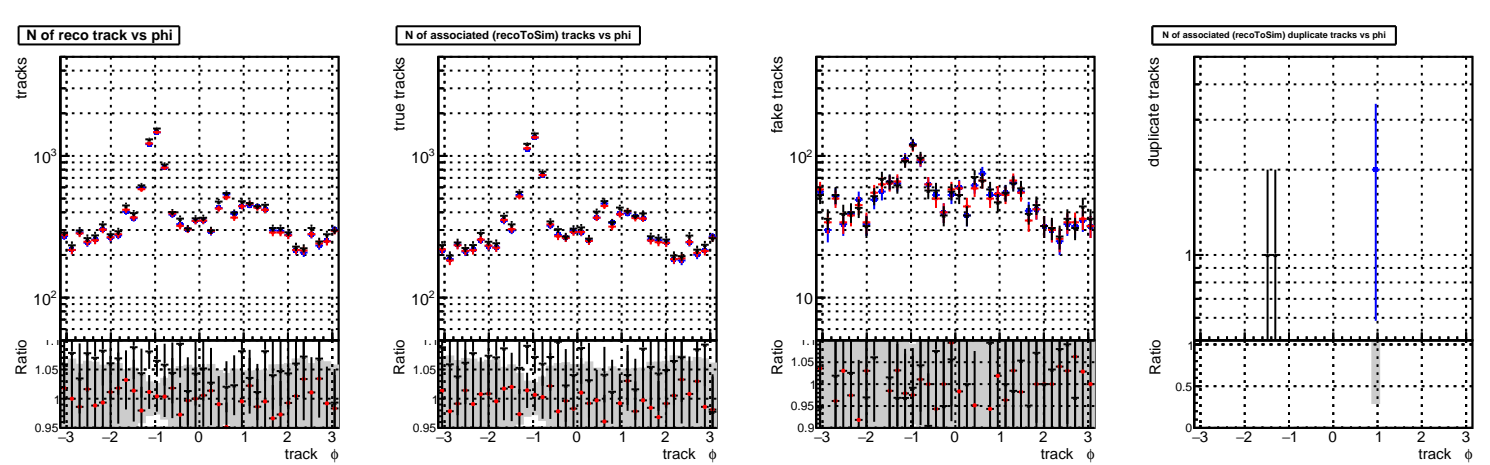 N of reco track vs phi
tracks
10³
10²
Ratio
1.05
1
0.95
−3 −2 −1 0 1 2 3
track ϕ
N of associated (recoToSim) tracks vs phi
true tracks
10³
10²
Ratio
1.05
1
0.95
−3 −2 −1 0 1 2 3
track ϕ
fake tracks
10²
10
Ratio
1.05
1
0.95
0.9
−3 −2 −1 0 1 2 3
track ϕ
N of associated (recoToSim) duplicate tracks vs phi
duplicate tracks
1
Ratio
1
0.5
0
−3 −2 −1 0 1 2 3
track ϕ